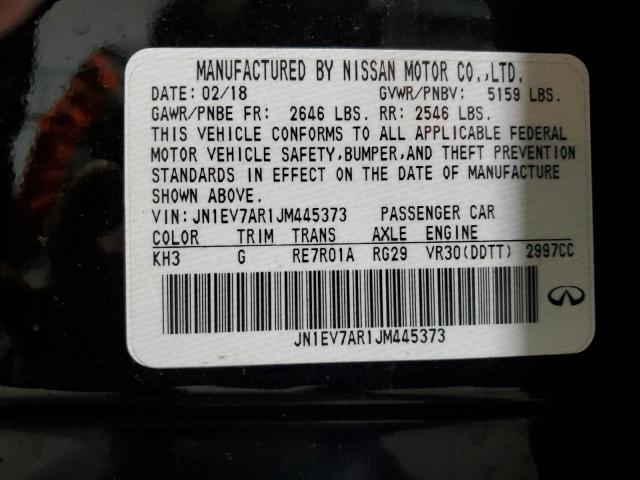 MANUFACTURED BY NISSAN MOTOR CO.,LTD.
DATE: 02/18 GVWR/PNBV: 5159 LBS.
GAWR/PNBE FR: 2646 LBS. RR: 2546 LBS.
THIS VEHICLE CONFORMS TO ALL APPLICABLE FEDERAL
MOTOR VEHICLE SAFETY,BUMPER,AND THEFT PREVENTION
STANDARDS IN EFFECT ON THE DATE OF MANUFACTURE
SHOWN ABOVE.
VIN: JN1EV7AR1JM445373 PASSENGER CAR
COLOR TRIM TRANS AXLE ENGINE
KH3 G RE7R01A RG29 VR30(DDTT) 2997CC
JN1EV7AR1JM445373